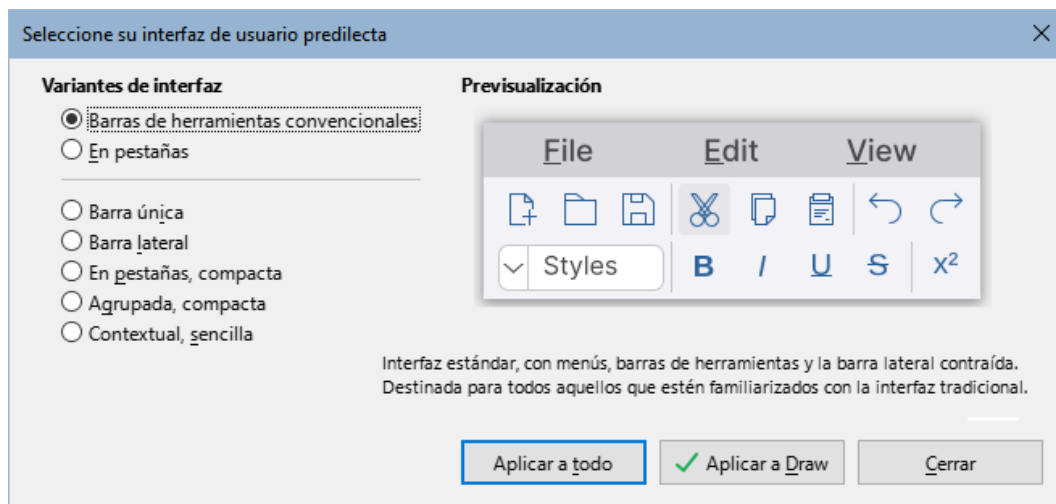 Seleccione su interfaz de usuario predilecta
Variantes de interfaz
Barras de herramientas convencionales
En pestañas
Barra única
Barra lateral
En pestañas, compacta
Agrupada, compacta
Contextual, sencilla
Previsualización
File Edit View
Styles B I U S X²
Interfaz estándar, con menús, barras de herramientas y la barra lateral contraída.
Destinada para todos aquellos que estén familiarizados con la interfaz tradicional.
Aplicar a todo Aplicar a Draw Cerrar